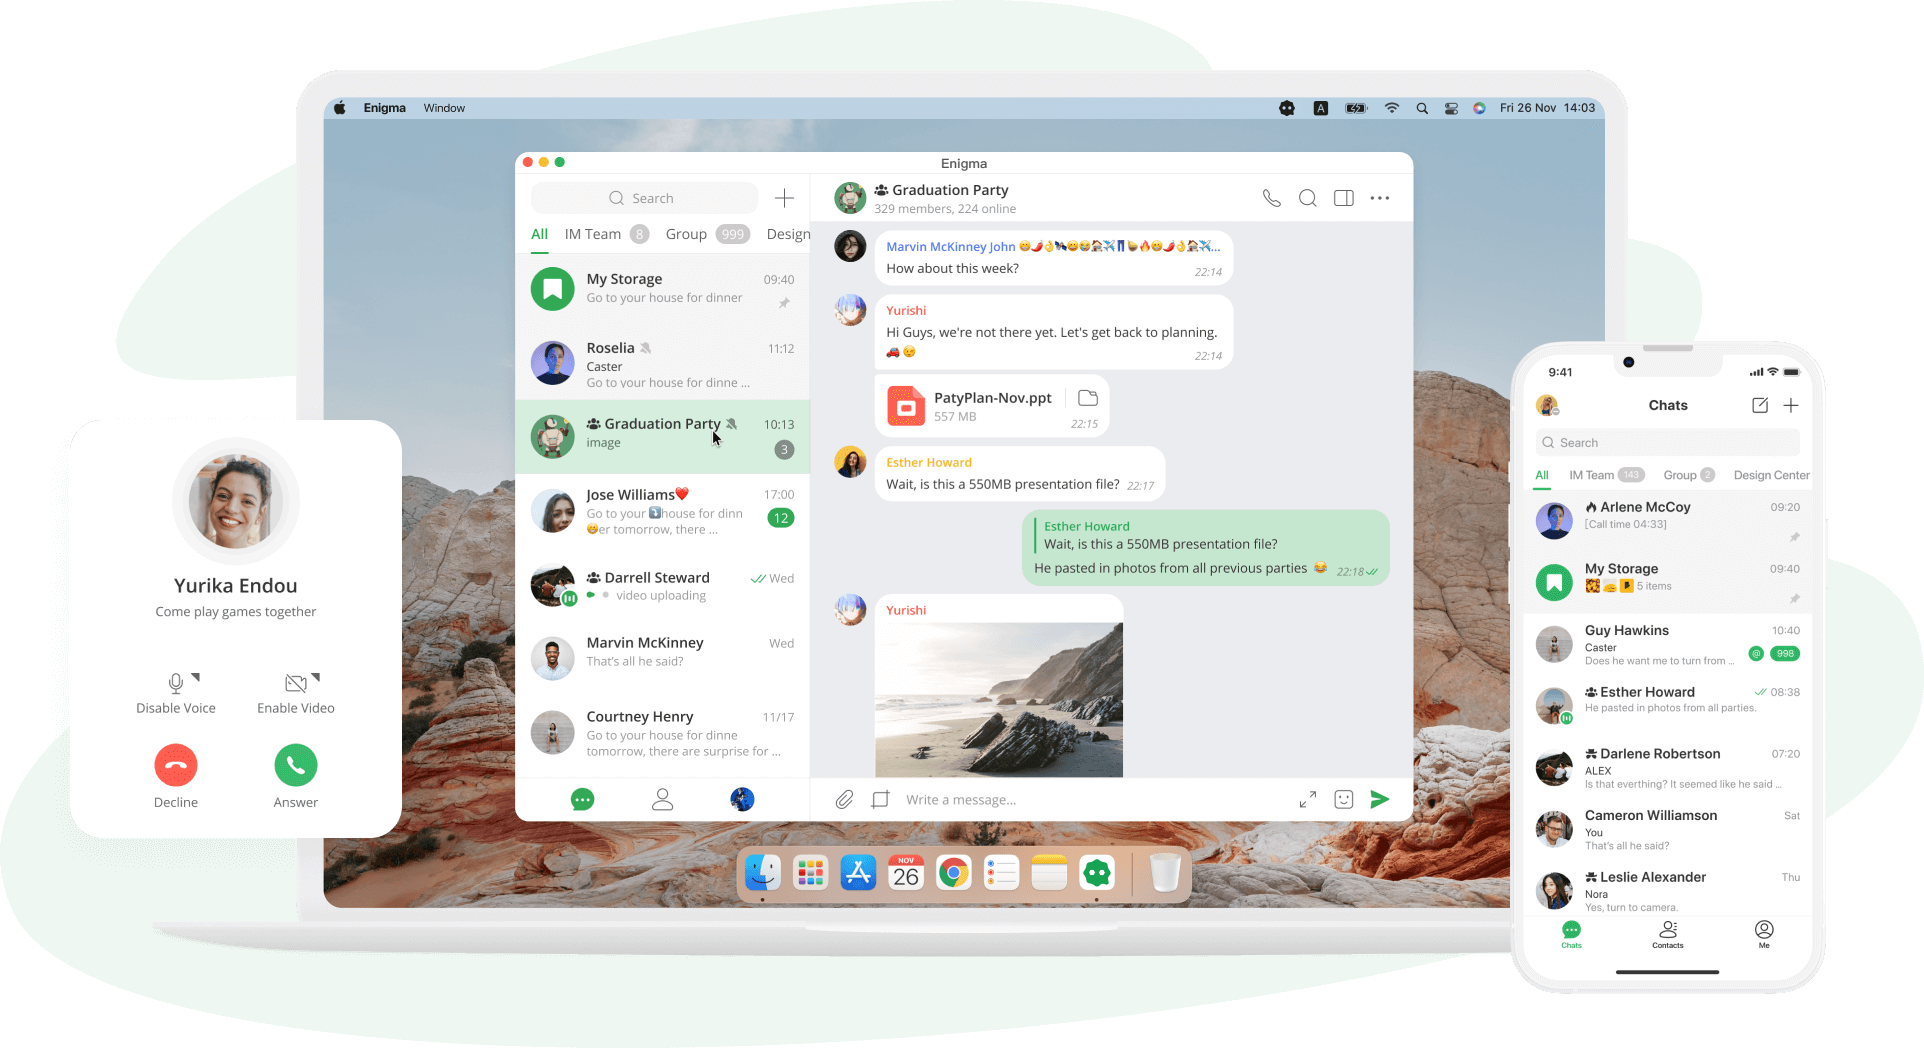 Enigma Window
A
Fri 26 Nov 14:03
Enigma
Search
All IM Team 8 Group 999 Design
My Storage 09:40
Go to your house for dinner
Roselia 11:12
Caster
Go to your house for dinne ...
Graduation Party 10:13
image 3
Jose Williams❤️ 17:00
Go to your ⤵️house for dinn 12
😁er tomorrow, there ...
Darrell Steward Wed
video uploading
Marvin McKinney Wed
That's all he said?
Courtney Henry 11/17
Go to your house for dinne
tomorrow, there are surprise for ...
Graduation Party
329 members, 224 online
Marvin McKinney John
How about this week? 22:14
Yurishi
Hi Guys, we're not there yet. Let's get back to planning.
22:14
PatyPlan-Nov.ppt
557 MB
22:15
Esther Howard
Wait, is this a 550MB presentation file? 22:17
Esther Howard
Wait, is this a 550MB presentation file?
He pasted in photos from all previous parties 😂 22:18
Yurishi
Write a message...
NOV
26
Yurika Endou
Come play games together
Disable Voice Enable Video
Decline Answer
9:41
Chats
Search
All IM Team 143 Group 2 Design Center
Arlene McCoy 09:20
[Call time 04:33]
My Storage 09:40
5 items
Guy Hawkins 10:40
Caster
Does he want me to turn from ... @ 998
Esther Howard 08:38
He pasted in photos from all parties.
Darlene Robertson 07:20
ALEX
Is that everthing? It seemed like he said ...
Cameron Williamson Sat
You
That's all he said?
Leslie Alexander Thu
Nora
Yes, turn to camera.
Chats Contacts Me